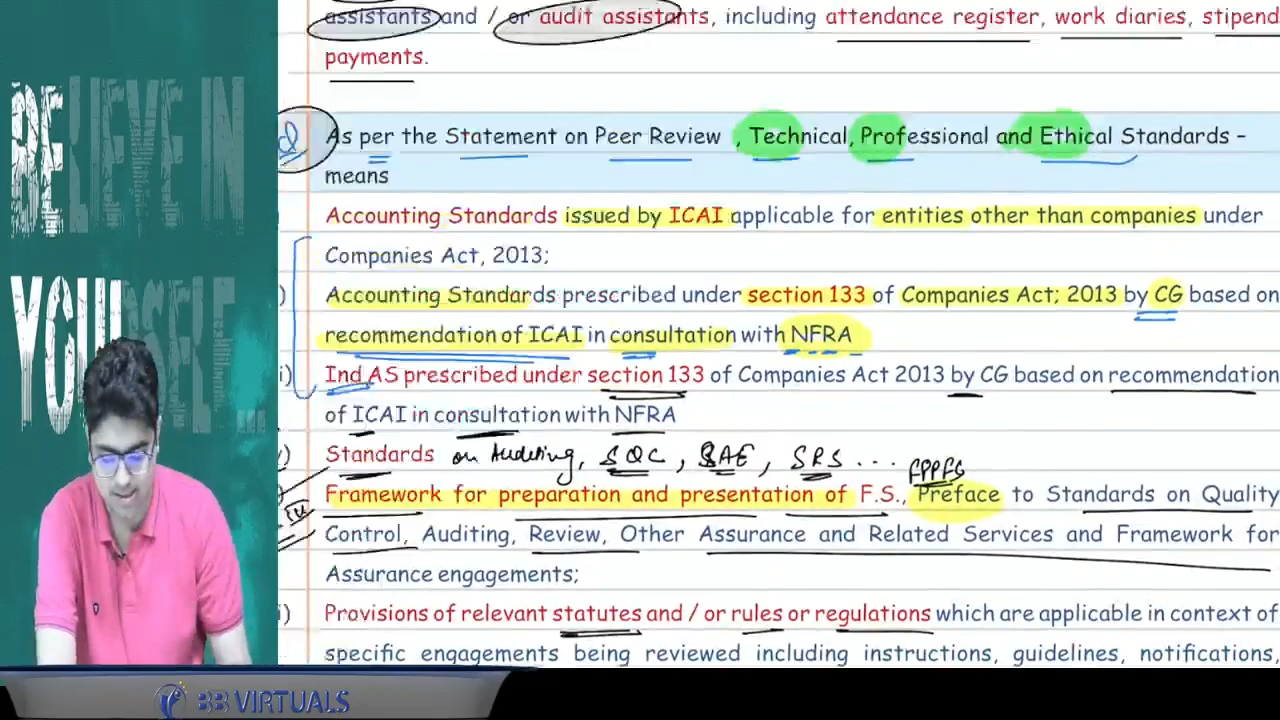 BELIEVE IN
YOURSELF...
assistants and / or audit assistants, including attendance register, work diaries, stipend
payments.
d
As per the Statement on Peer Review , Technical, Professional and Ethical Standards –
means
Accounting Standards issued by ICAI applicable for entities other than companies under
Companies Act, 2013;
) Accounting Standards prescribed under section 133 of Companies Act; 2013 by CG based on
recommendation of ICAI in consultation with NFRA
i) Ind AS prescribed under section 133 of Companies Act 2013 by CG based on recommendation
of ICAI in consultation with NFRA
) Standards on Auditing, SQC, SAE, SRS ...
FPPFS
Framework for preparation and presentation of F.S., Preface to Standards on Quality
Control, Auditing, Review, Other Assurance and Related Services and Framework for
Assurance engagements;
i) Provisions of relevant statutes and / or rules or regulations which are applicable in context of
specific engagements being reviewed including instructions, guidelines, notifications,
BB VIRTUALS